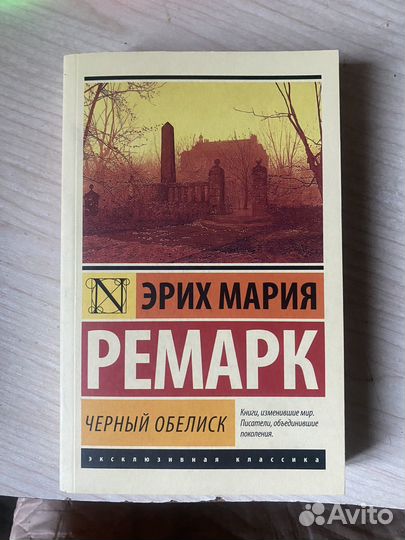 N
ЭРИХ МАРИЯ
РЕМАРК
ЧЕРНЫЙ ОБЕЛИСК
Книги, изменившие мир.
Писатели, объединившие
поколения.
эксклюзивная классика
Avito